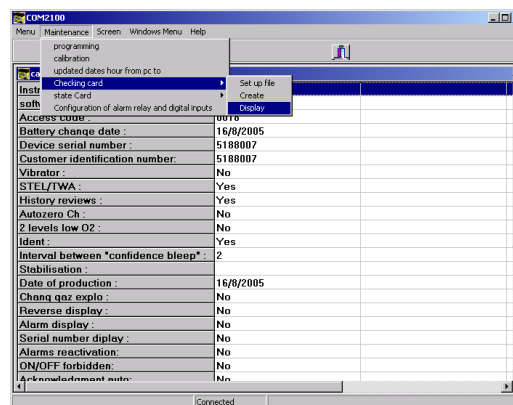 COM2100
Menu Maintenance Screen Windows Menu Help
programming
calibration
updated dates hour from pc to
Checking card
Set up file
state Card
Create
Configuration of alarm relay and digital inputs
Display
Instr
softw
Access code : 0018
Battery change date : 16/8/2005
Device serial number : 5188007
Customer identification number: 5188007
Vibrator : No
STEL/TWA : Yes
History reviews : Yes
Autozero Ch : No
2 levels low O2 : No
Ident : Yes
Interval between "confidence bleep" : 2
Stabilisation :
Date of production : 16/8/2005
Chang gaz explo : No
Reverse display : No
Alarm display : No
Serial number diplay : No
Alarms reactivation: No
ON/OFF forbidden: No
Acknowledgment auto: No
Connected